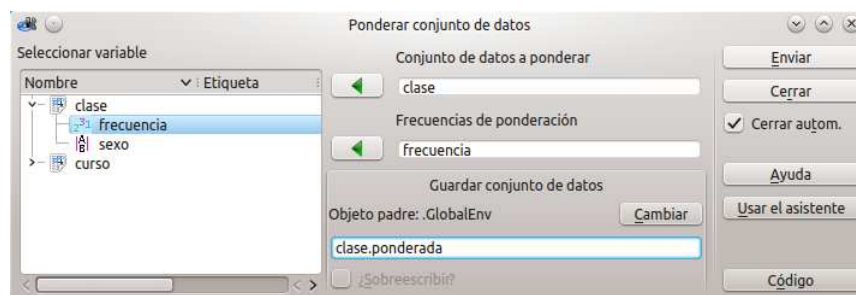 Ponderar conjunto de datos
Seleccionar variable
Nombre Etiqueta
clase
frecuencia
sexo
curso
Conjunto de datos a ponderar
clase
Frecuencias de ponderación
frecuencia
Guardar conjunto de datos
Objeto padre: .GlobalEnv Cambiar
clase.ponderada
¿Sobreescribir?
Enviar
Cerrar
Cerrar autom.
Ayuda
Usar el asistente
Código